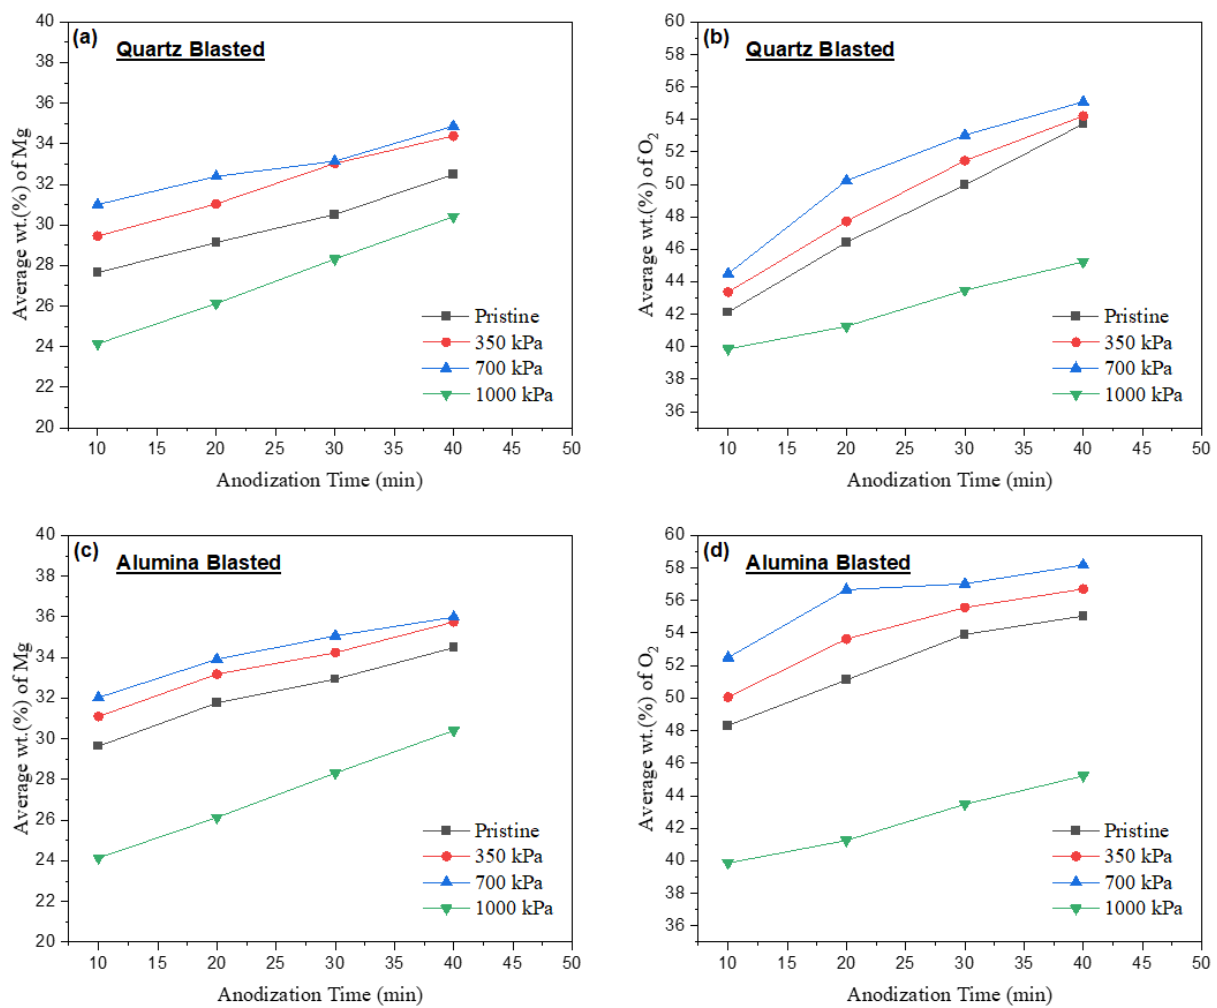 (a) Quartz Blasted
Average wt.(%) of Mg
40
38
36
34
32
30
28
26
24
22
20
Pristine
350 kPa
700 kPa
1000 kPa
10 15 20 25 30 35 40 45 50
Anodization Time (min)
(b) Quartz Blasted
Average wt.(%) of O₂
60
58
56
54
52
50
48
46
44
42
40
38
36
Pristine
350 kPa
700 kPa
1000 kPa
10 15 20 25 30 35 40 45 50
Anodization Time (min)
(c) Alumina Blasted
Average wt.(%) of Mg
40
38
36
34
32
30
28
26
24
22
20
Pristine
350 kPa
700 kPa
1000 kPa
10 15 20 25 30 35 40 45 50
Anodization Time (min)
(d) Alumina Blasted
Average wt.(%) of O₂
60
58
56
54
52
50
48
46
44
42
40
38
36
Pristine
350 kPa
700 kPa
1000 kPa
10 15 20 25 30 35 40 45 50
Anodization Time (min)